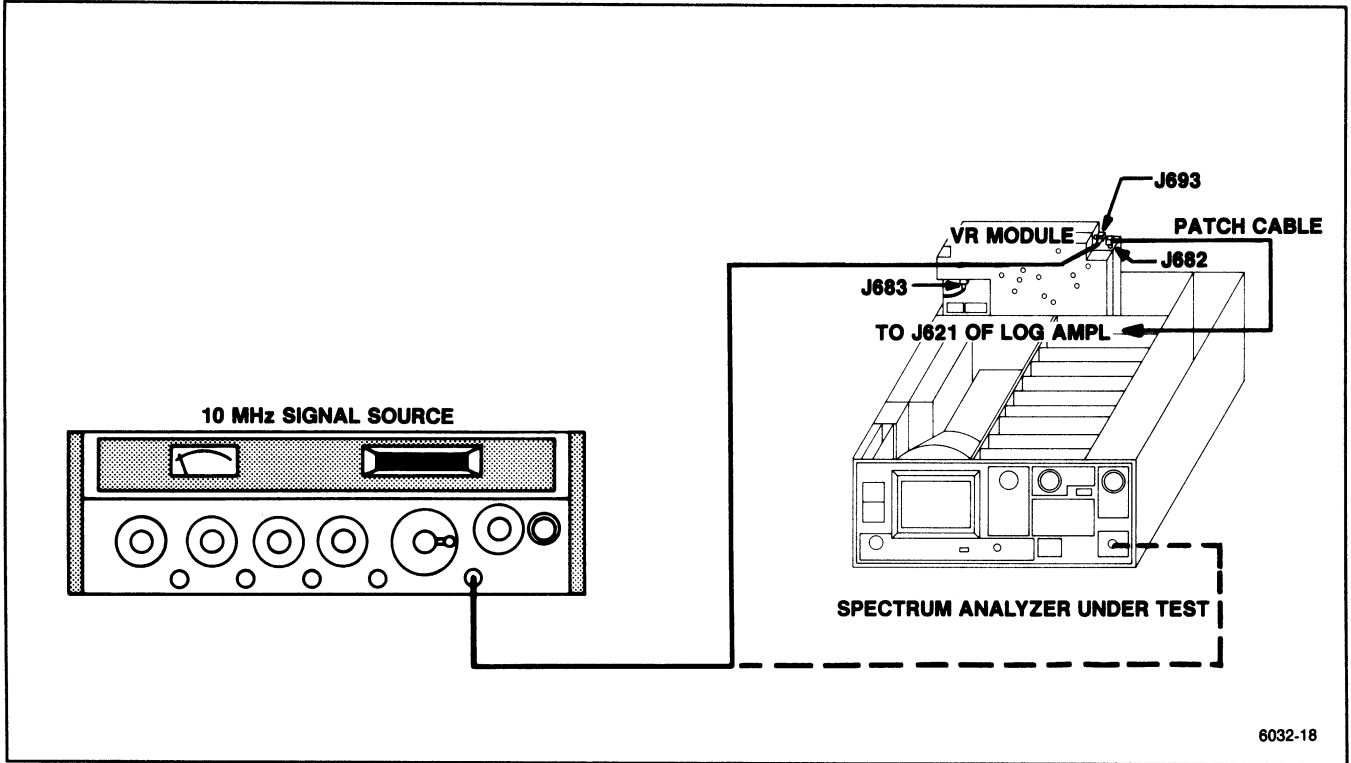 J693
VR MODULE
PATCH CABLE
J682
J683
TO J621 OF LOG AMPL
10 MHz SIGNAL SOURCE
SPECTRUM ANALYZER UNDER TEST
6032-18